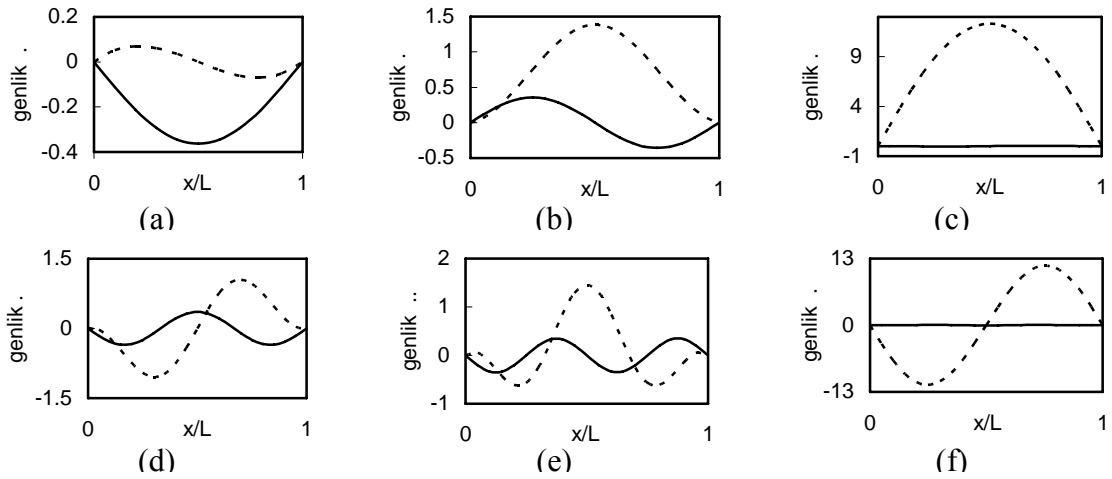 0.2
0
-0.2
-0.4
genlik .
0
x/L
1
(a)
1.5
1
0.5
0
-0.5
genlik .
0
x/L
1
(b)
9
4
-1
genlik .
0
x/L
1
(c)
1.5
0
-1.5
genlik .
0
x/L
1
(d)
2
1
0
-1
genlik ..
0
x/L
1
(e)
13
0
-13
genlik .
0
x/L
1
(f)